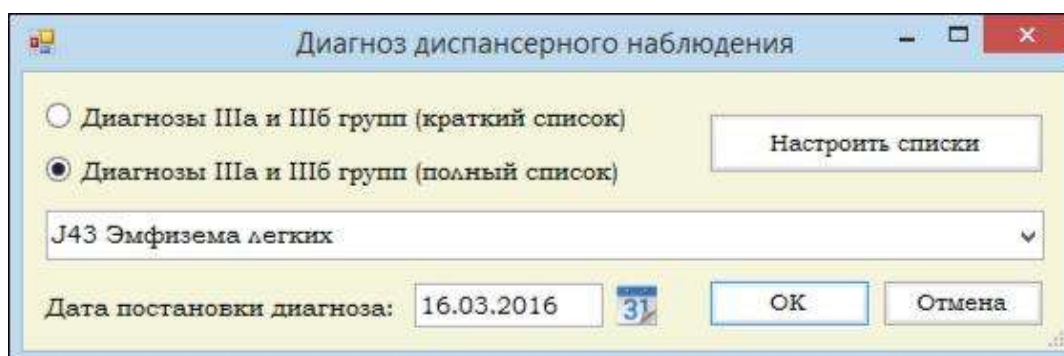 Диагноз диспансерного наблюдения
Диагнозы IIIа и IIIб групп (краткий список)
Настроить списки
Диагнозы IIIа и IIIб групп (полный список)
J43 Эмфизема легких
Дата постановки диагноза: 16.03.2016 31 OK Отмена